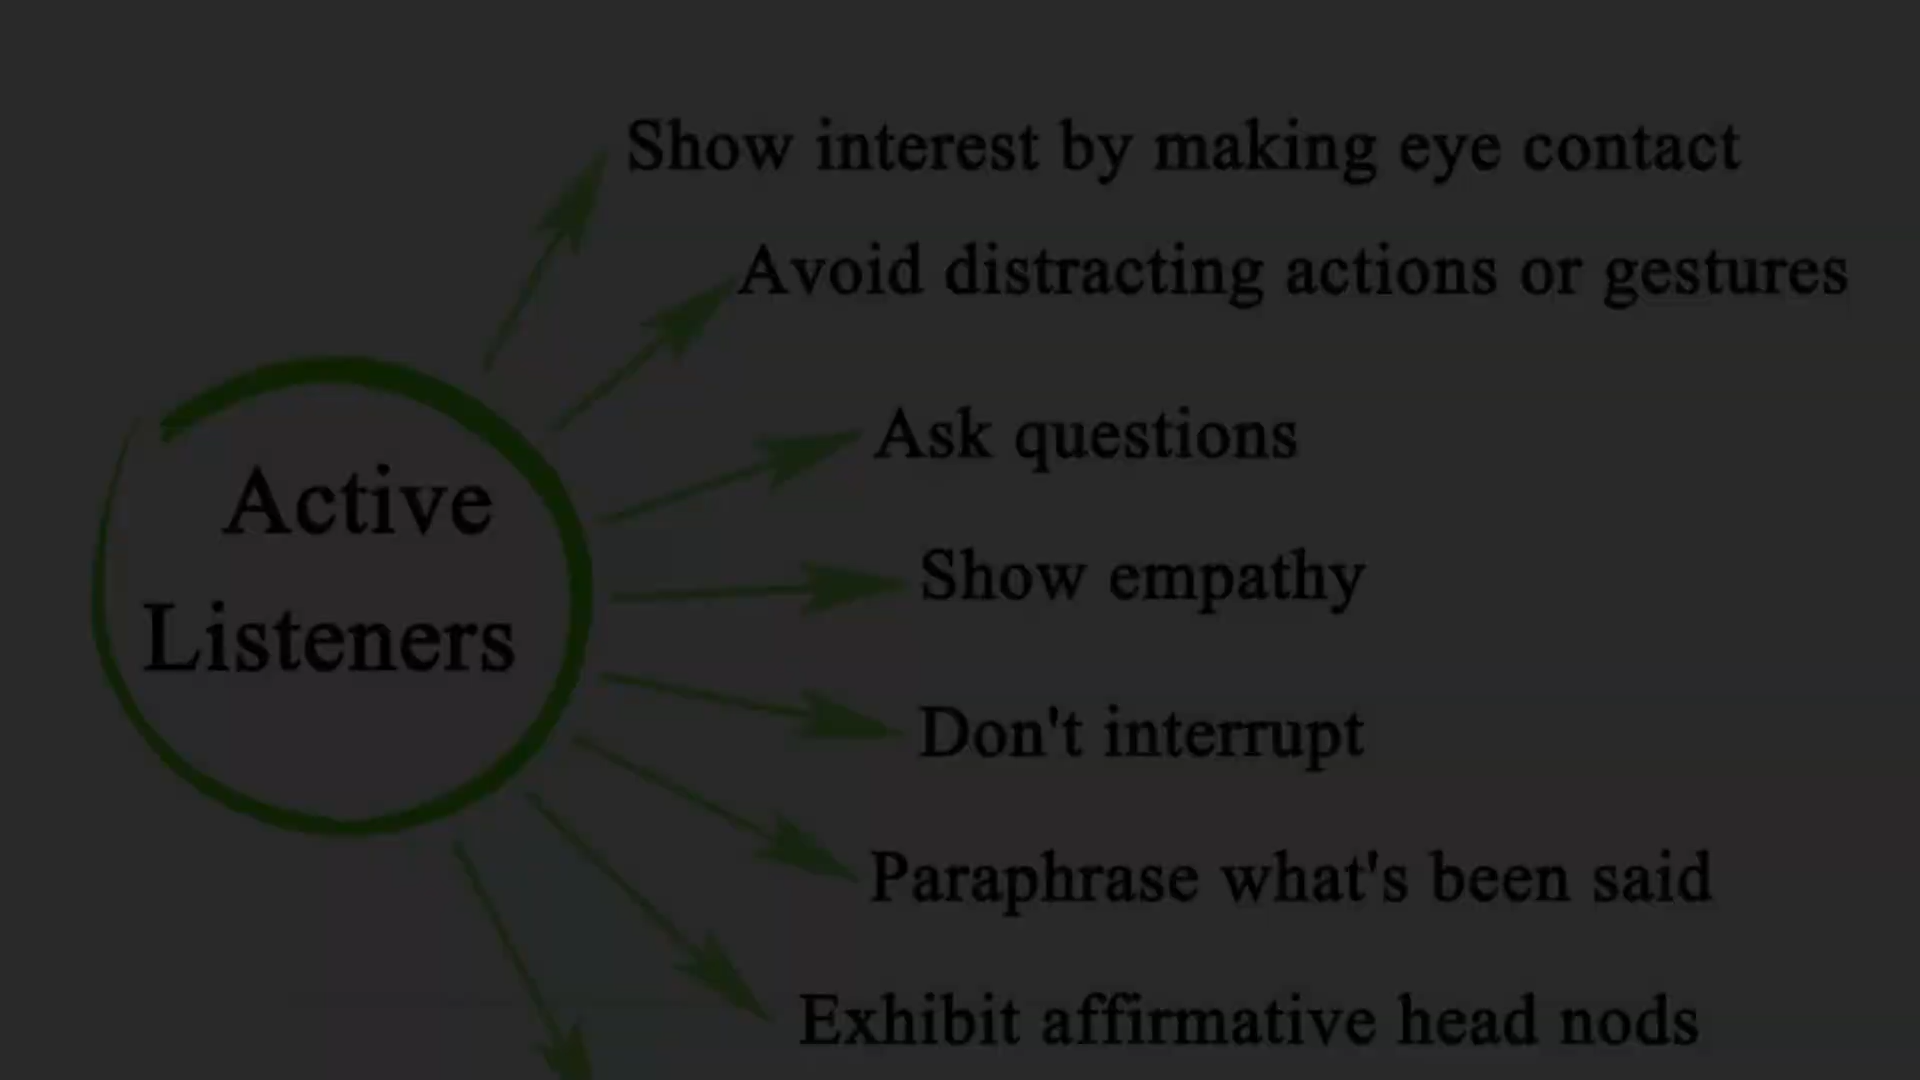 Show interest by making eye contact
Avoid distracting actions or gestures
Ask questions
Active
Listeners
Show empathy
Don't interrupt
Paraphrase what's been said
Exhibit affirmative head nods